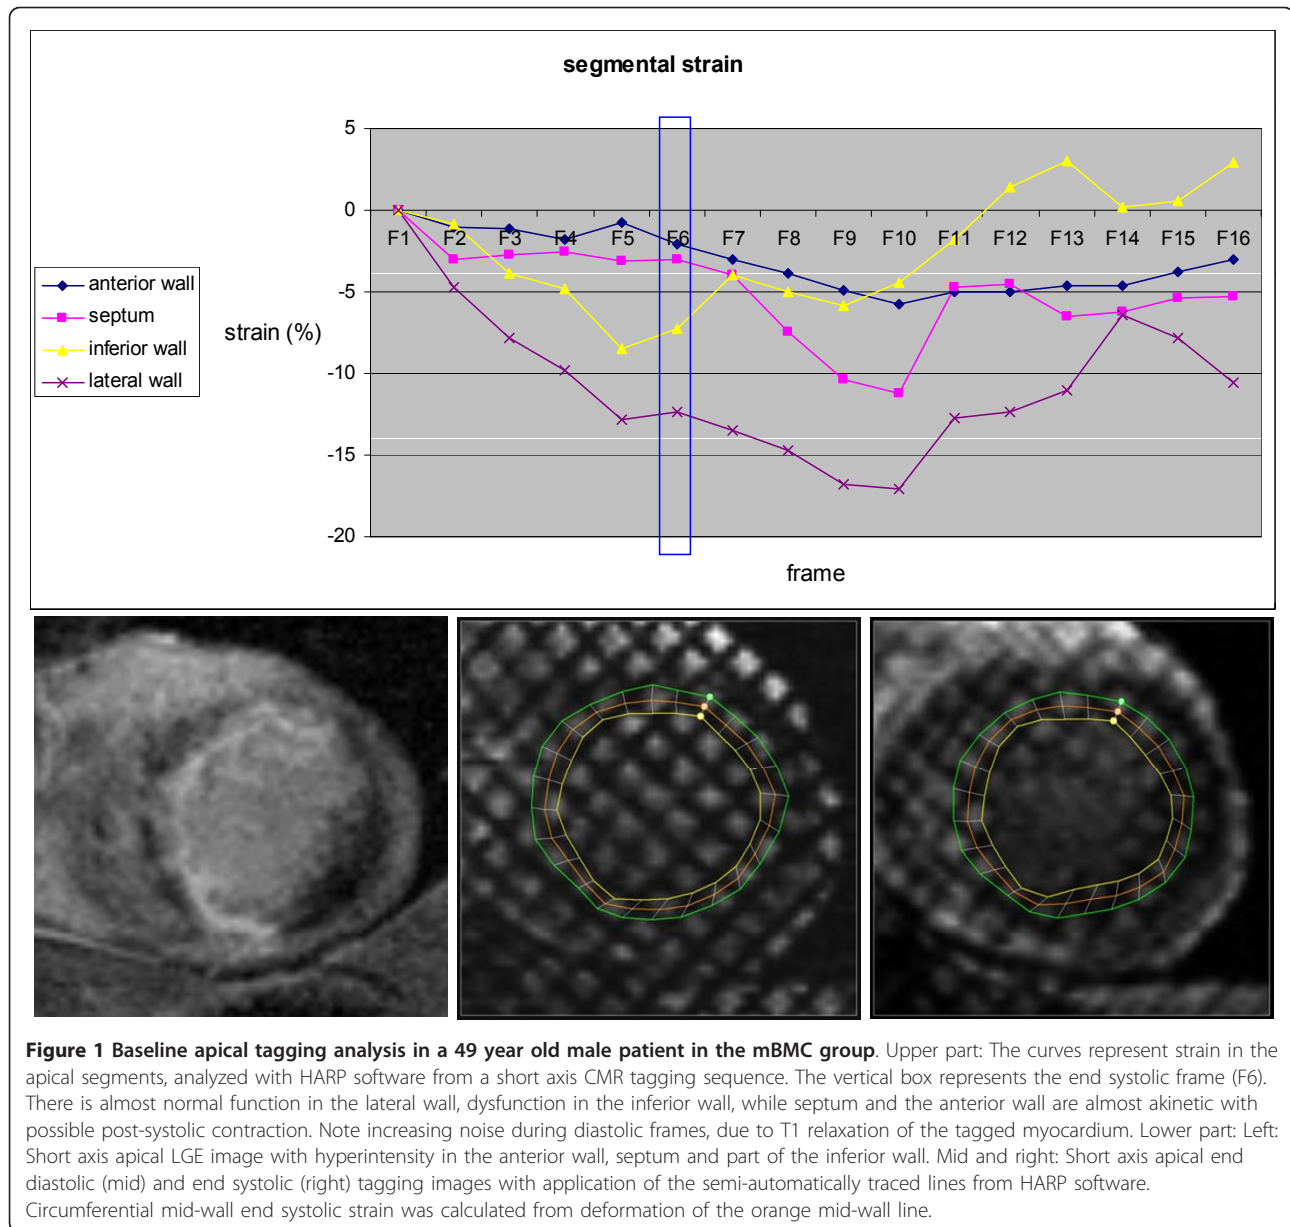 segmental strain
5
0
-5
-10
-15
-20
F1 F2 F3 F4 F5 F6 F7 F8 F9 F10 F11 F12 F13 F14 F15 F16
strain (%)
frame
anterior wall
septum
inferior wall
lateral wall
Figure 1 Baseline apical tagging analysis in a 49 year old male patient in the mBMC group. Upper part: The curves represent strain in the
apical segments, analyzed with HARP software from a short axis CMR tagging sequence. The vertical box represents the end systolic frame (F6).
There is almost normal function in the lateral wall, dysfunction in the inferior wall, while septum and the anterior wall are almost akinetic with
possible post-systolic contraction. Note increasing noise during diastolic frames, due to T1 relaxation of the tagged myocardium. Lower part: Left:
Short axis apical LGE image with hyperintensity in the anterior wall, septum and part of the inferior wall. Mid and right: Short axis apical end
diastolic (mid) and end systolic (right) tagging images with application of the semi-automatically traced lines from HARP software.
Circumferential mid-wall end systolic strain was calculated from deformation of the orange mid-wall line.